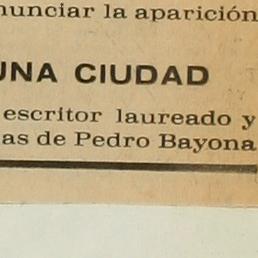 nunciar la aparición
UNA CIUDAD
escritor laureado y
as de Pedro Bayona